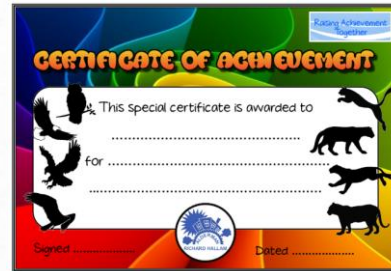 Raising Achievement
Together
CERTIFICATE OF ACHIEVEMENT
This special certificate is awarded to
..........................................................
for .......................................................
..............................................................
RICHARD HALLAM
Signed ................... Dated ...................